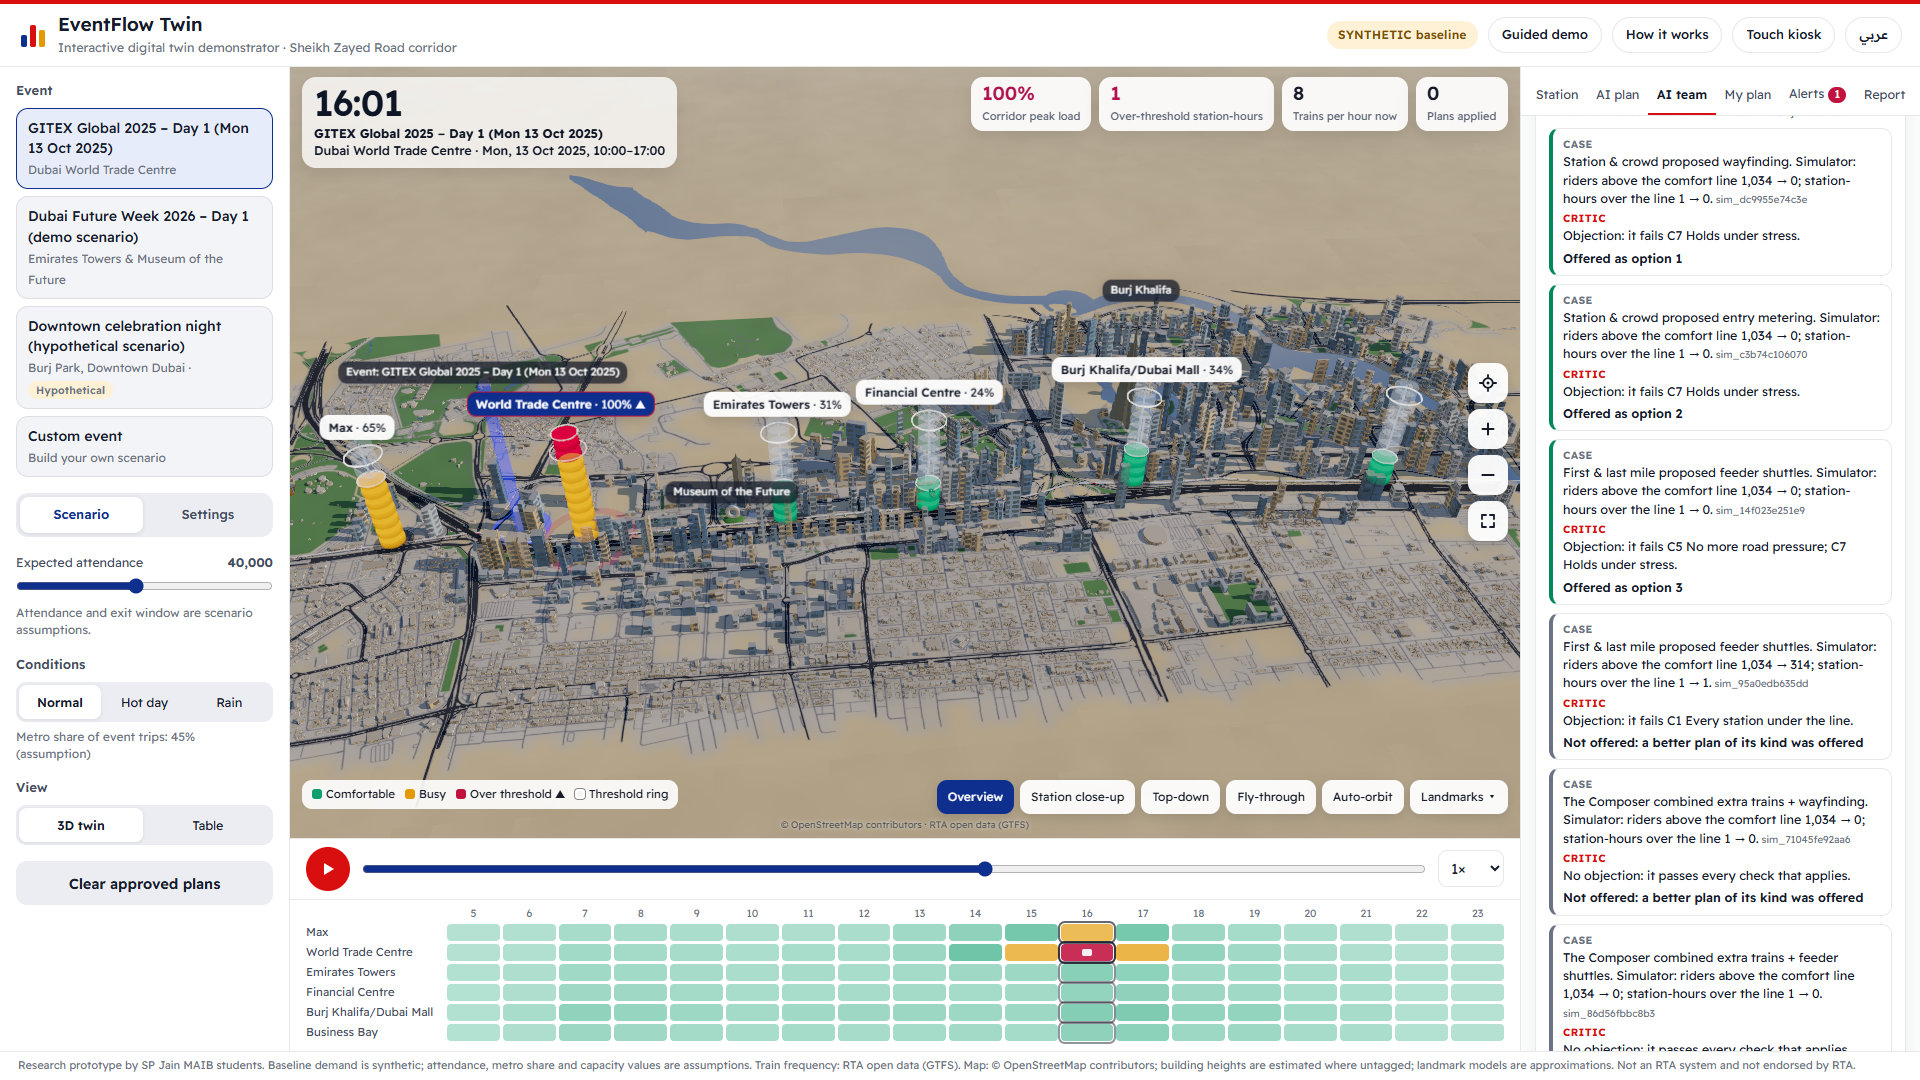 EventFlow Twin
Interactive digital twin demonstrator · Sheikh Zayed Road corridor
SYNTHETIC baseline
Guided demo
How it works
Touch kiosk
عربي
Event
GITEX Global 2025 – Day 1 (Mon
13 Oct 2025)
Dubai World Trade Centre
Dubai Future Week 2026 – Day 1
(demo scenario)
Emirates Towers & Museum of the
Future
Downtown celebration night
(hypothetical scenario)
Burj Park, Downtown Dubai ·
Hypothetical
Custom event
Build your own scenario
Scenario
Settings
Expected attendance
40,000
Attendance and exit window are scenario
assumptions.
Conditions
Normal
Hot day
Rain
Metro share of event trips: 45%
(assumption)
View
3D twin
Table
Clear approved plans
16:01
GITEX Global 2025 – Day 1 (Mon 13 Oct 2025)
Dubai World Trade Centre · Mon, 13 Oct 2025, 10:00–17:00
100%
Corridor peak load
1
Over-threshold station-hours
8
Trains per hour now
0
Plans applied
Burj Khalifa
Event: GITEX Global 2025 – Day 1 (Mon 13 Oct 2025)
Burj Khalifa/Dubai Mall · 34%
Financial Centre · 24%
World Trade Centre · 100% ▲
Emirates Towers · 31%
Max · 65%
Museum of the Future
Comfortable
Busy
Over threshold ▲
Threshold ring
Overview
Station close-up
Top-down
Fly-through
Auto-orbit
Landmarks
© OpenStreetMap contributors · RTA open data (GTFS)
1×
5 6 7 8 9 10 11 12 13 14 15 16 17 18 19 20 21 22 23
Max
World Trade Centre
Emirates Towers
Financial Centre
Burj Khalifa/Dubai Mall
Business Bay
Station
AI plan
AI team
My plan
Alerts 1
Report
CASE
Station & crowd proposed wayfinding. Simulator:
riders above the comfort line 1,034 → 0; station-
hours over the line 1 → 0. sim_dc9955e74c3e
CRITIC
Objection: it fails C7 Holds under stress.
Offered as option 1
CASE
Station & crowd proposed entry metering. Simulator:
riders above the comfort line 1,034 → 0; station-
hours over the line 1 → 0. sim_c3b74c106070
CRITIC
Objection: it fails C7 Holds under stress.
Offered as option 2
CASE
First & last mile proposed feeder shuttles. Simulator:
riders above the comfort line 1,034 → 0; station-
hours over the line 1 → 0. sim_14f023e251e9
CRITIC
Objection: it fails C5 No more road pressure; C7
Holds under stress.
Offered as option 3
CASE
First & last mile proposed feeder shuttles. Simulator:
riders above the comfort line 1,034 → 314; station-
hours over the line 1 → 1. sim_95a0edb635dd
CRITIC
Objection: it fails C1 Every station under the line.
Not offered: a better plan of its kind was offered
CASE
The Composer combined extra trains + wayfinding.
Simulator: riders above the comfort line 1,034 → 0;
station-hours over the line 1 → 0. sim_71045fe92aa6
CRITIC
No objection: it passes every check that applies.
Not offered: a better plan of its kind was offered
CASE
The Composer combined extra trains + feeder
shuttles. Simulator: riders above the comfort line
1,034 → 0; station-hours over the line 1 → 0.
sim_86d56fbbc8b3
CRITIC
No objection: it passes every check that applies.
Research prototype by SP Jain MAIB students. Baseline demand is synthetic; attendance, metro share and capacity values are assumptions. Train frequency: RTA open data (GTFS). Map: © OpenStreetMap contributors; building heights are estimated where untagged; landmark models are approximations. Not an RTA system and not endorsed by RTA.